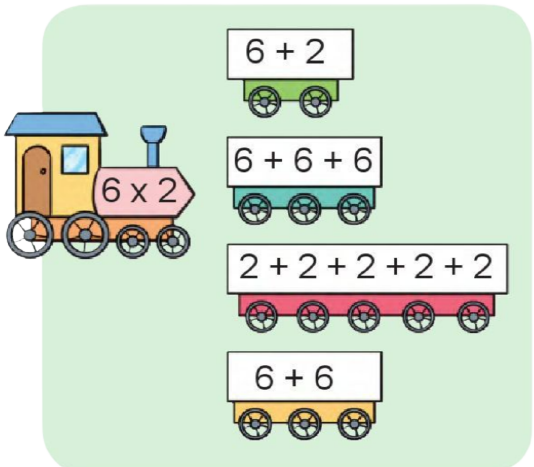 6 + 2
6 + 6 + 6
6 x 2
2 + 2 + 2 + 2 + 2
6 + 6